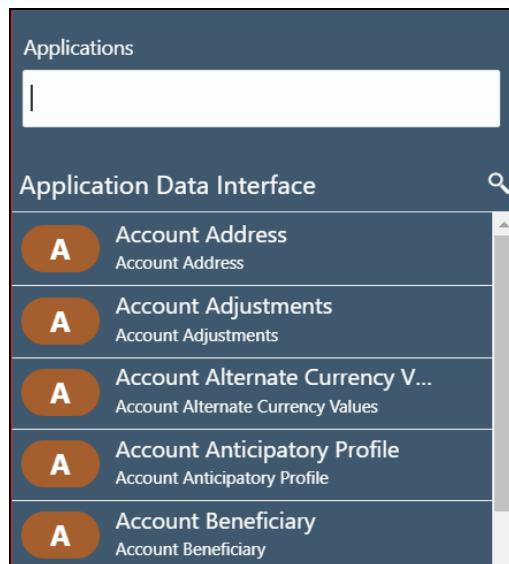 Applications
Application Data Interface
A
Account Address
Account Address
A
Account Adjustments
Account Adjustments
A
Account Alternate Currency V...
Account Alternate Currency Values
A
Account Anticipatory Profile
Account Anticipatory Profile
A
Account Beneficiary
Account Beneficiary